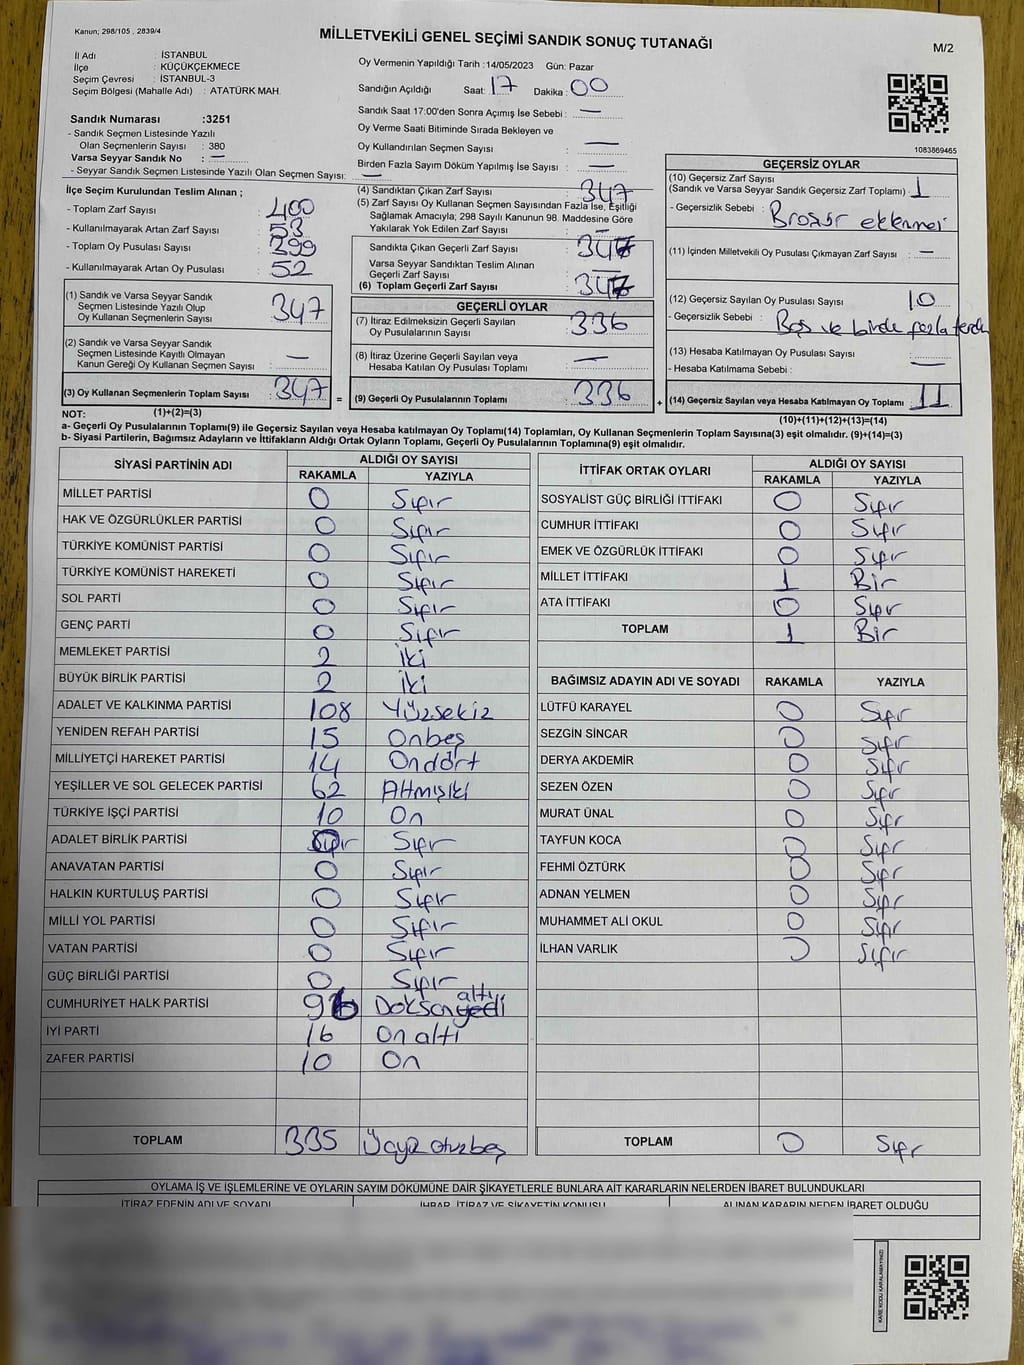 Kanun; 298/105 , 2839/4
MİLLETVEKİLİ GENEL SEÇİMİ SANDIK SONUÇ TUTANAĞI
M/2
İl Adı : İSTANBUL
İlçe : KÜÇÜKÇEKMECE
Seçim Çevresi : İSTANBUL-3
Seçim Bölgesi (Mahalle Adı) : ATATÜRK MAH.
Sandık Numarası :3251
- Sandık Seçmen Listesinde Yazılı
Olan Seçmenlerin Sayısı : 380
Varsa Seyyar Sandık No : —
- Seyyar Sandık Seçmen Listesinde Yazılı Olan Seçmen Sayısı: —
Oy Vermenin Yapıldığı Tarih :14/05/2023 Gün: Pazar
Sandığın Açıldığı Saat: 17 Dakika : 00
Sandık Saat 17:00'den Sonra Açımış İse Sebebi : —
Oy Verme Saati Bitiminde Sırada Bekleyen ve
Oy Kullandırılan Seçmen Sayısı : —
Birden Fazla Sayım Döküm Yapılmış İse Sayısı : —
1083869465
İlçe Seçim Kurulundan Teslim Alınan ;
- Toplam Zarf Sayısı : 400
- Kullanılmayarak Artan Zarf Sayısı : 53
- Toplam Oy Pusulası Sayısı : 399
- Kullanılmayarak Artan Oy Pusulası : 52
(1) Sandık ve Varsa Seyyar Sandık
Seçmen Listesinde Yazılı Olup
Oy Kullanan Seçmenlerin Sayısı : 347
(2) Sandık ve Varsa Seyyar Sandık
Seçmen Listesinde Kayıtlı Olmayan
Kanun Gereği Oy Kullanan Seçmen Sayısı : —
(3) Oy Kullanan Seçmenlerin Toplam Sayısı : 347
=
(4) Sandıktan Çıkan Zarf Sayısı : 347
(5) Zarf Sayısı Oy Kullanan Seçmen Sayısından Fazla İse, Eşitliği
Sağlamak Amacıyla; 298 Sayılı Kanunun 98. Maddesine Göre
Yakılarak Yok Edilen Zarf Sayısı : —
Sandıkta Çıkan Geçerli Zarf Sayısı : 346
Varsa Seyyar Sandıktan Teslim Alınan
Geçerli Zarf Sayısı : —
(6) Toplam Geçerli Zarf Sayısı : 346
GEÇERLİ OYLAR
(7) İtiraz Edilmeksizin Geçerli Sayılan
Oy Pusulalarının Sayısı : 336
(8) İtiraz Üzerine Geçerli Sayılan veya
Hesaba Katılan Oy Pusulası Toplamı : —
(9) Geçerli Oy Pusulalarının Toplamı : 336
+
GEÇERSİZ OYLAR
(10) Geçersiz Zarf Sayısı
(Sandık ve Varsa Seyyar Sandık Geçersiz Zarf Toplamı) : 1
- Geçersizlik Sebebi : Broşür eklenmei
(11) İçinden Milletvekili Oy Pusulası Çıkmayan Zarf Sayısı : —
(12) Geçersiz Sayılan Oy Pusulası Sayısı : 10
- Geçersizlik Sebebi : Boş ve birden fazla tercih
(13) Hesaba Katılmayan Oy Pusulası Sayısı : —
- Hesaba Katılmama Sebebi : —
(14) Geçersiz Sayılan veya Hesaba Katılmayan Oy Toplamı : 11
NOT: (1)+(2)=(3)
(10)+(11)+(12)+(13)=(14)
a- Geçerli Oy Pusulalarının Toplamı(9) ile Geçersiz Sayılan veya Hesaba katılmayan Oy Toplamı(14) Toplamları, Oy Kullanan Seçmenlerin Toplam Sayısına(3) eşit olmalıdır. (9)+(14)=(3)
b- Siyasi Partilerin, Bağımsız Adayların ve İttifakların Aldığı Ortak Oyların Toplamı, Geçerli Oy Pusulalarının Toplamına(9) eşit olmalıdır.
SİYASİ PARTİNİN ADI ALDIĞI OY SAYISI
RAKAMLA YAZIYLA
MİLLET PARTİSİ 0 Sıfır
HAK VE ÖZGÜRLÜKLER PARTİSİ 0 Sıfır
TÜRKİYE KOMÜNİST PARTİSİ 0 Sıfır
TÜRKİYE KOMÜNİST HAREKETİ 0 Sıfır
SOL PARTİ 0 Sıfır
GENÇ PARTİ 0 Sıfır
MEMLEKET PARTİSİ 2 İki
BÜYÜK BİRLİK PARTİSİ 2 İki
ADALET VE KALKINMA PARTİSİ 108 Yüzsekiz
YENİDEN REFAH PARTİSİ 15 Onbeş
MİLLİYETÇİ HAREKET PARTİSİ 14 Ondört
YEŞİLLER VE SOL GELECEK PARTİSİ 62 Atmışiki
TÜRKİYE İŞÇİ PARTİSİ 10 On
ADALET BİRLİK PARTİSİ 0 Sıfır
ANAVATAN PARTİSİ 0 Sıfır
HALKIN KURTULUŞ PARTİSİ 0 Sıfır
MİLLİ YOL PARTİSİ 0 Sıfır
VATAN PARTİSİ 0 Sıfır
GÜÇ BİRLİĞİ PARTİSİ 0 Sıfır
CUMHURİYET HALK PARTİSİ 96 Doksanyedi altı
İYİ PARTİ 16 On altı
ZAFER PARTİSİ 10 On
TOPLAM 335 Üçyüz otuzbeş
İTTİFAK ORTAK OYLARI ALDIĞI OY SAYISI
RAKAMLA YAZIYLA
SOSYALİST GÜÇ BİRLİĞİ İTTİFAKI 0 Sıfır
CUMHUR İTTİFAKI 0 Sıfır
EMEK VE ÖZGÜRLÜK İTTİFAKI 0 Sıfır
MİLLET İTTİFAKI 1 Bir
ATA İTTİFAKI 0 Sıfır
TOPLAM 1 Bir
BAĞIMSIZ ADAYIN ADI VE SOYADI RAKAMLA YAZIYLA
LÜTFÜ KARAYEL 0 Sıfır
SEZGİN SİNCAR 0 Sıfır
DERYA AKDEMİR 0 Sıfır
SEZEN ÖZEN 0 Sıfır
MURAT ÜNAL 0 Sıfır
TAYFUN KOCA 0 Sıfır
FEHMİ ÖZTÜRK 0 Sıfır
ADNAN YELMEN 0 Sıfır
MUHAMMET ALİ OKUL 0 Sıfır
İLHAN VARLIK 0 Sıfır
TOPLAM 0 Sıfır
OYLAMA İŞ VE İŞLEMLERİNE VE OYLARIN SAYIM DÖKÜMÜNE DAİR ŞİKAYETLERLE BUNLARA AİT KARARLARIN NELERDEN İBARET BULUNDUKLARI
İTİRAZ EDENİN ADI VE SOYADI İHBAR, İTİRAZ VE ŞİKAYETİN KONUSU ALINAN KARARIN NEDEN İBARET OLDUĞU
KARE KODU KARALAMAYINIZ!